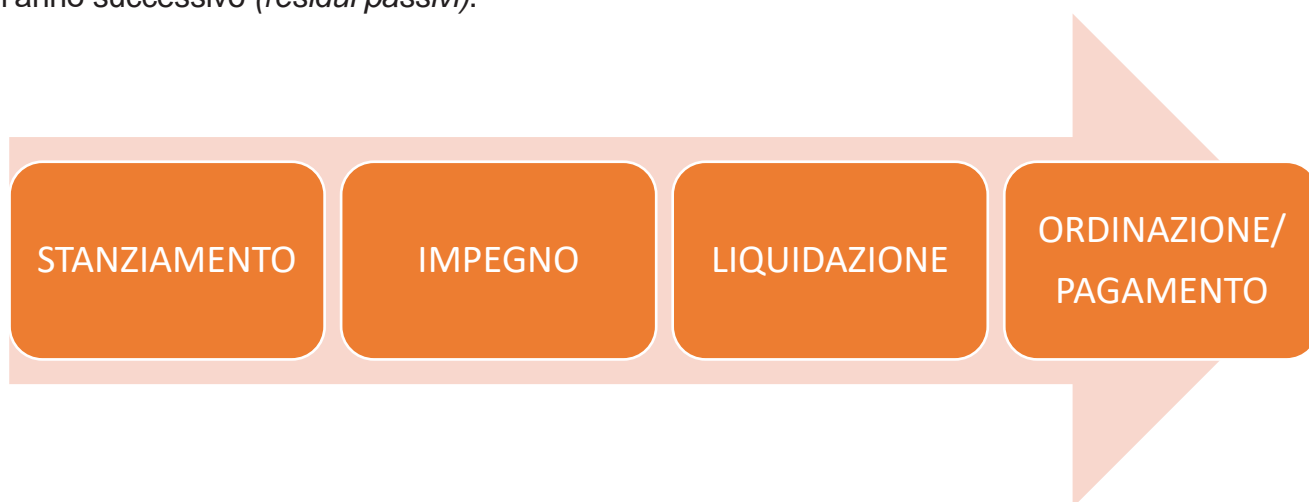 l'anno successivo (residui passivi).
STANZIAMENTO
IMPEGNO
LIQUIDAZIONE
ORDINAZIONE/
PAGAMENTO